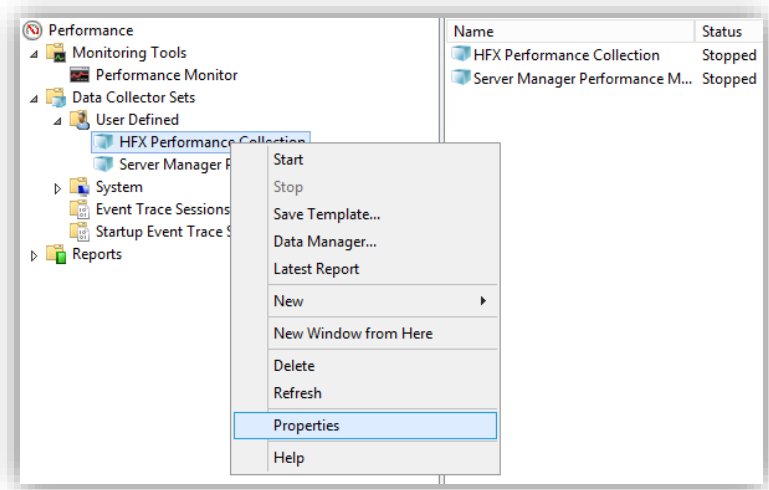 Performance
Monitoring Tools
Performance Monitor
Data Collector Sets
User Defined
HFX Performance Collection
Server Manager
System
Event Trace Sessions
Startup Event Trace
Reports
Start
Stop
Save Template...
Data Manager...
Latest Report
New
New Window from Here
Delete
Refresh
Properties
Help
Name Status
HFX Performance Collection Stopped
Server Manager Performance M... Stopped